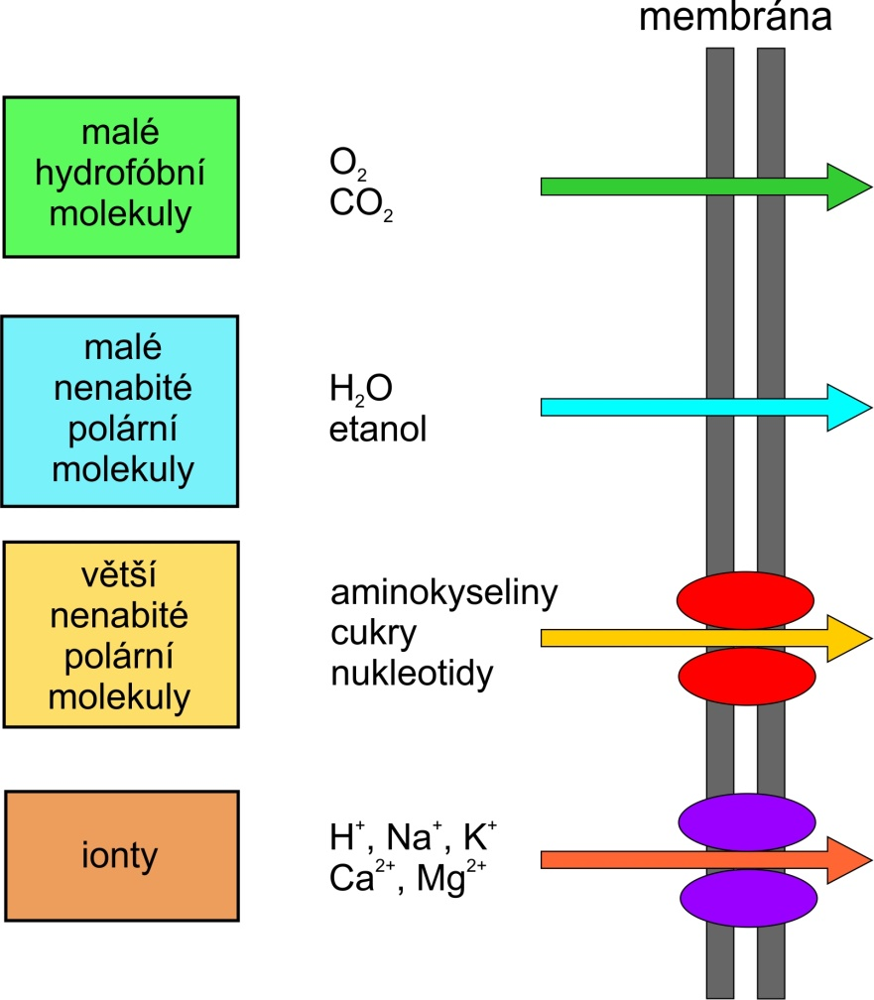 membrána
malé
hydrofóbní
molekuly
O₂
CO₂
malé
nenabité
polární
molekuly
H₂O
etanol
větší
nenabité
polární
molekuly
aminokyseliny
cukry
nukleotidy
ionty
H⁺, Na⁺, K⁺
Ca²⁺, Mg²⁺